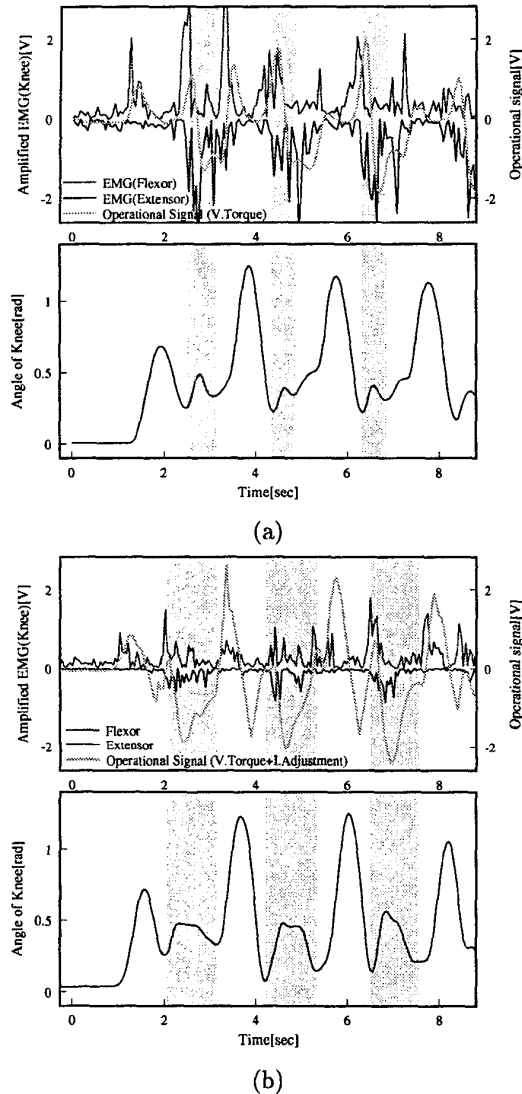 Amplified EMG(Knee)[V]
Operational signal[V]
2
0
-2
2
0
-2
EMG(Flexor)
EMG(Extensor)
Operational Signal (V.Torque)
0
2
4
6
8
Angle of Knee[rad]
1
0.5
0
0
2
4
6
8
Time[sec]
(a)
Amplified EMG(Knee)[V]
Operational signal[V]
2
0
-2
2
0
-2
Flexor
Extensor
Operational Signal (V.Torque+I.Adjustment)
0
2
4
6
8
Angle of Knee[rad]
1
0.5
0
0
2
4
6
8
Time[sec]
(b)